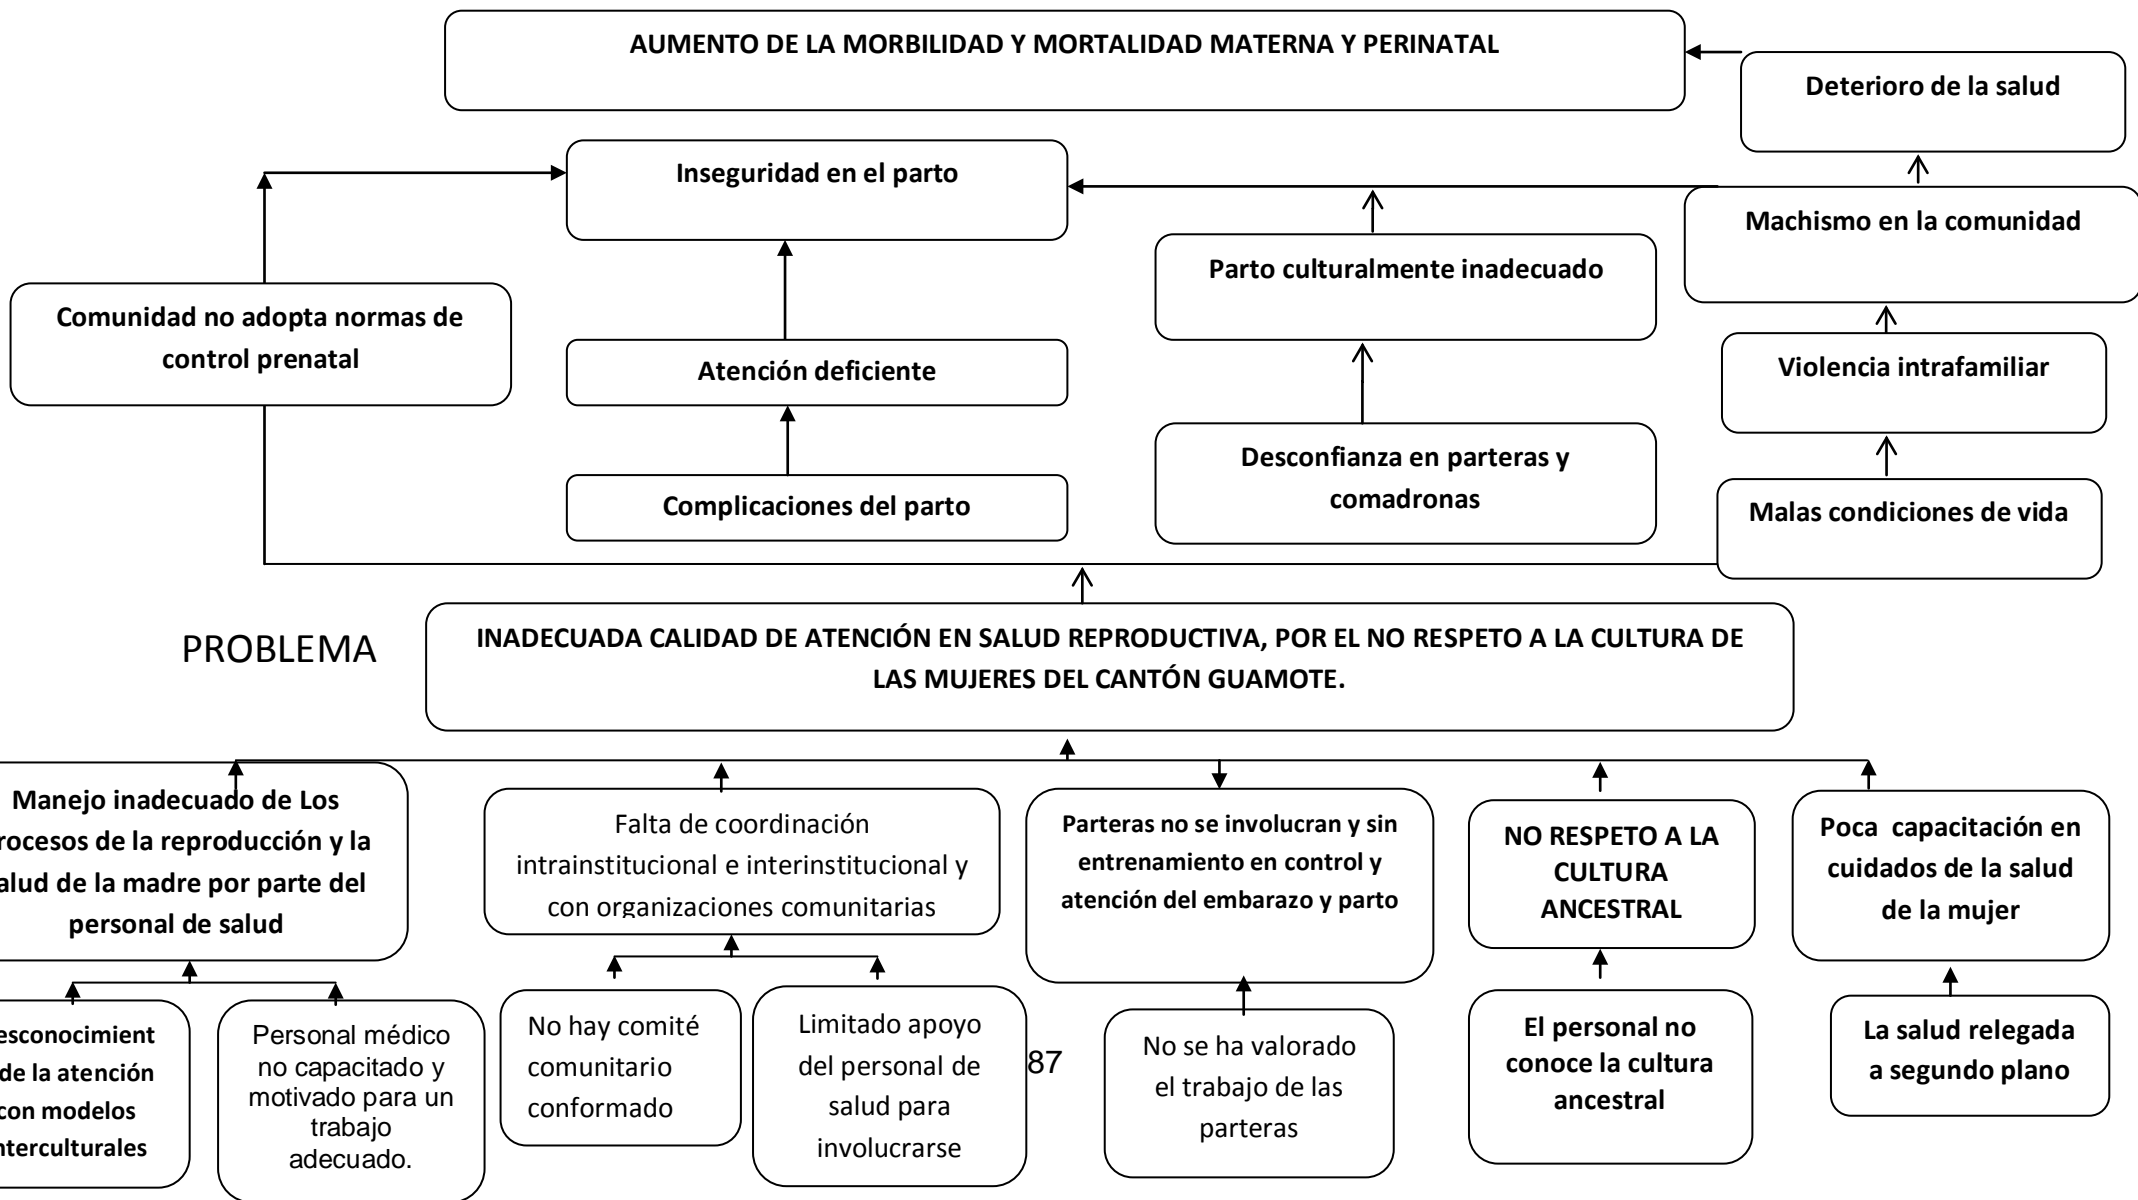 AUMENTO DE LA MORBILIDAD Y MORTALIDAD MATERNA Y PERINATAL
Deterioro de la salud
Inseguridad en el parto
Machismo en la comunidad
Parto culturalmente inadecuado
Comunidad no adopta normas de
control prenatal
Atención deficiente
Violencia intrafamiliar
Desconfianza en parteras y
comadronas
Complicaciones del parto
Malas condiciones de vida
PROBLEMA
INADECUADA CALIDAD DE ATENCIÓN EN SALUD REPRODUCTIVA, POR EL NO RESPETO A LA CULTURA DE
LAS MUJERES DEL CANTÓN GUAMOTE.
Manejo inadecuado de Los
rocesos de la reproducción y la
alud de la madre por parte del
personal de salud
Falta de coordinación
intrainstitucional e interinstitucional y
con organizaciones comunitarias
Parteras no se involucran y sin
entrenamiento en control y
atención del embarazo y parto
NO RESPETO A LA
CULTURA
ANCESTRAL
Poca capacitación en
cuidados de la salud
de la mujer
esconocimient
de la atención
con modelos
nterculturales
Personal médico
no capacitado y
motivado para un
trabajo
adecuado.
No hay comité
comunitario
conformado
Limitado apoyo
del personal de
salud para
involucrarse
87
No se ha valorado
el trabajo de las
parteras
El personal no
conoce la cultura
ancestral
La salud relegada
a segundo plano